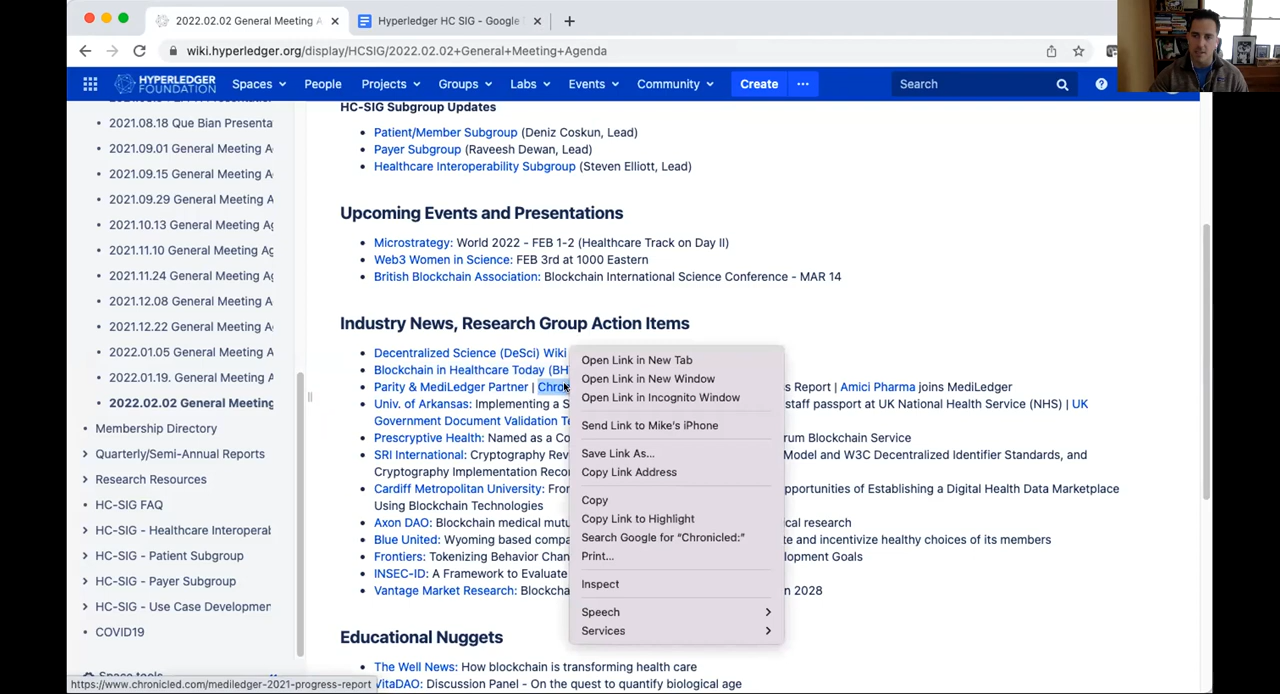 2022.02.02 General Meeting A
Hyperledger HC SIG - Google
wiki.hyperledger.org/display/HCSIG/2022.02.02+General+Meeting+Agenda
HYPERLEDGER FOUNDATION Spaces People Projects Groups Labs Events Community Create ... Search
2021.08.18 Que Bian Presenta
2021.09.01 General Meeting A
2021.09.15 General Meeting A
2021.09.29 General Meeting A
2021.10.13 General Meeting Ag
2021.11.10 General Meeting Ag
2021.11.24 General Meeting Ag
2021.12.08 General Meeting A
2021.12.22 General Meeting A
2022.01.05 General Meeting A
2022.01.19 General Meeting A
2022.02.02 General Meeting
Membership Directory
Quarterly/Semi-Annual Reports
Research Resources
HC-SIG FAQ
HC-SIG - Healthcare Interoperal
HC-SIG - Patient Subgroup
HC-SIG - Payer Subgroup
HC-SIG - Use Case Developmer
COVID19
Space tools
HC-SIG Subgroup Updates
Patient/Member Subgroup (Deniz Coskun, Lead)
Payer Subgroup (Raveesh Dewan, Lead)
Healthcare Interoperability Subgroup (Steven Elliott, Lead)
Upcoming Events and Presentations
Microstrategy: World 2022 - FEB 1-2 (Healthcare Track on Day II)
Web3 Women in Science: FEB 3rd at 1000 Eastern
British Blockchain Association: Blockchain International Science Conference - MAR 14
Industry News, Research Group Action Items
Decentralized Science (DeSci) Wiki
Blockchain in Healthcare Today (BH
Parity & MediLedger Partner | Chro s Report | Amici Pharma joins MediLedger
Univ. of Arkansas: Implementing a S staff passport at UK National Health Service (NHS) | UK
Government Document Validation Te
Prescryptive Health: Named as a Co rum Blockchain Service
SRI International: Cryptography Rev Model and W3C Decentralized Identifier Standards, and
Cryptography Implementation Recor
Cardiff Metropolitan University: Fron pportunities of Establishing a Digital Health Data Marketplace
Using Blockchain Technologies
Axon DAO: Blockchain medical mutu ical research
Blue United: Wyoming based compa te and incentivize healthy choices of its members
Frontiers: Tokenizing Behavior Chan lopment Goals
INSEC-ID: A Framework to Evaluate
Vantage Market Research: Blockcha n 2028
Educational Nuggets
The Well News: How blockchain is transforming health care
VitaDAO: Discussion Panel - On the quest to quantify biological age
Open Link in New Tab
Open Link in New Window
Open Link in Incognito Window
Send Link to Mike's iPhone
Save Link As...
Copy Link Address
Copy
Copy Link to Highlight
Search Google for “Chronicled:”
Print...
Inspect
Speech
Services
https://www.chronicled.com/mediledger-2021-progress-report